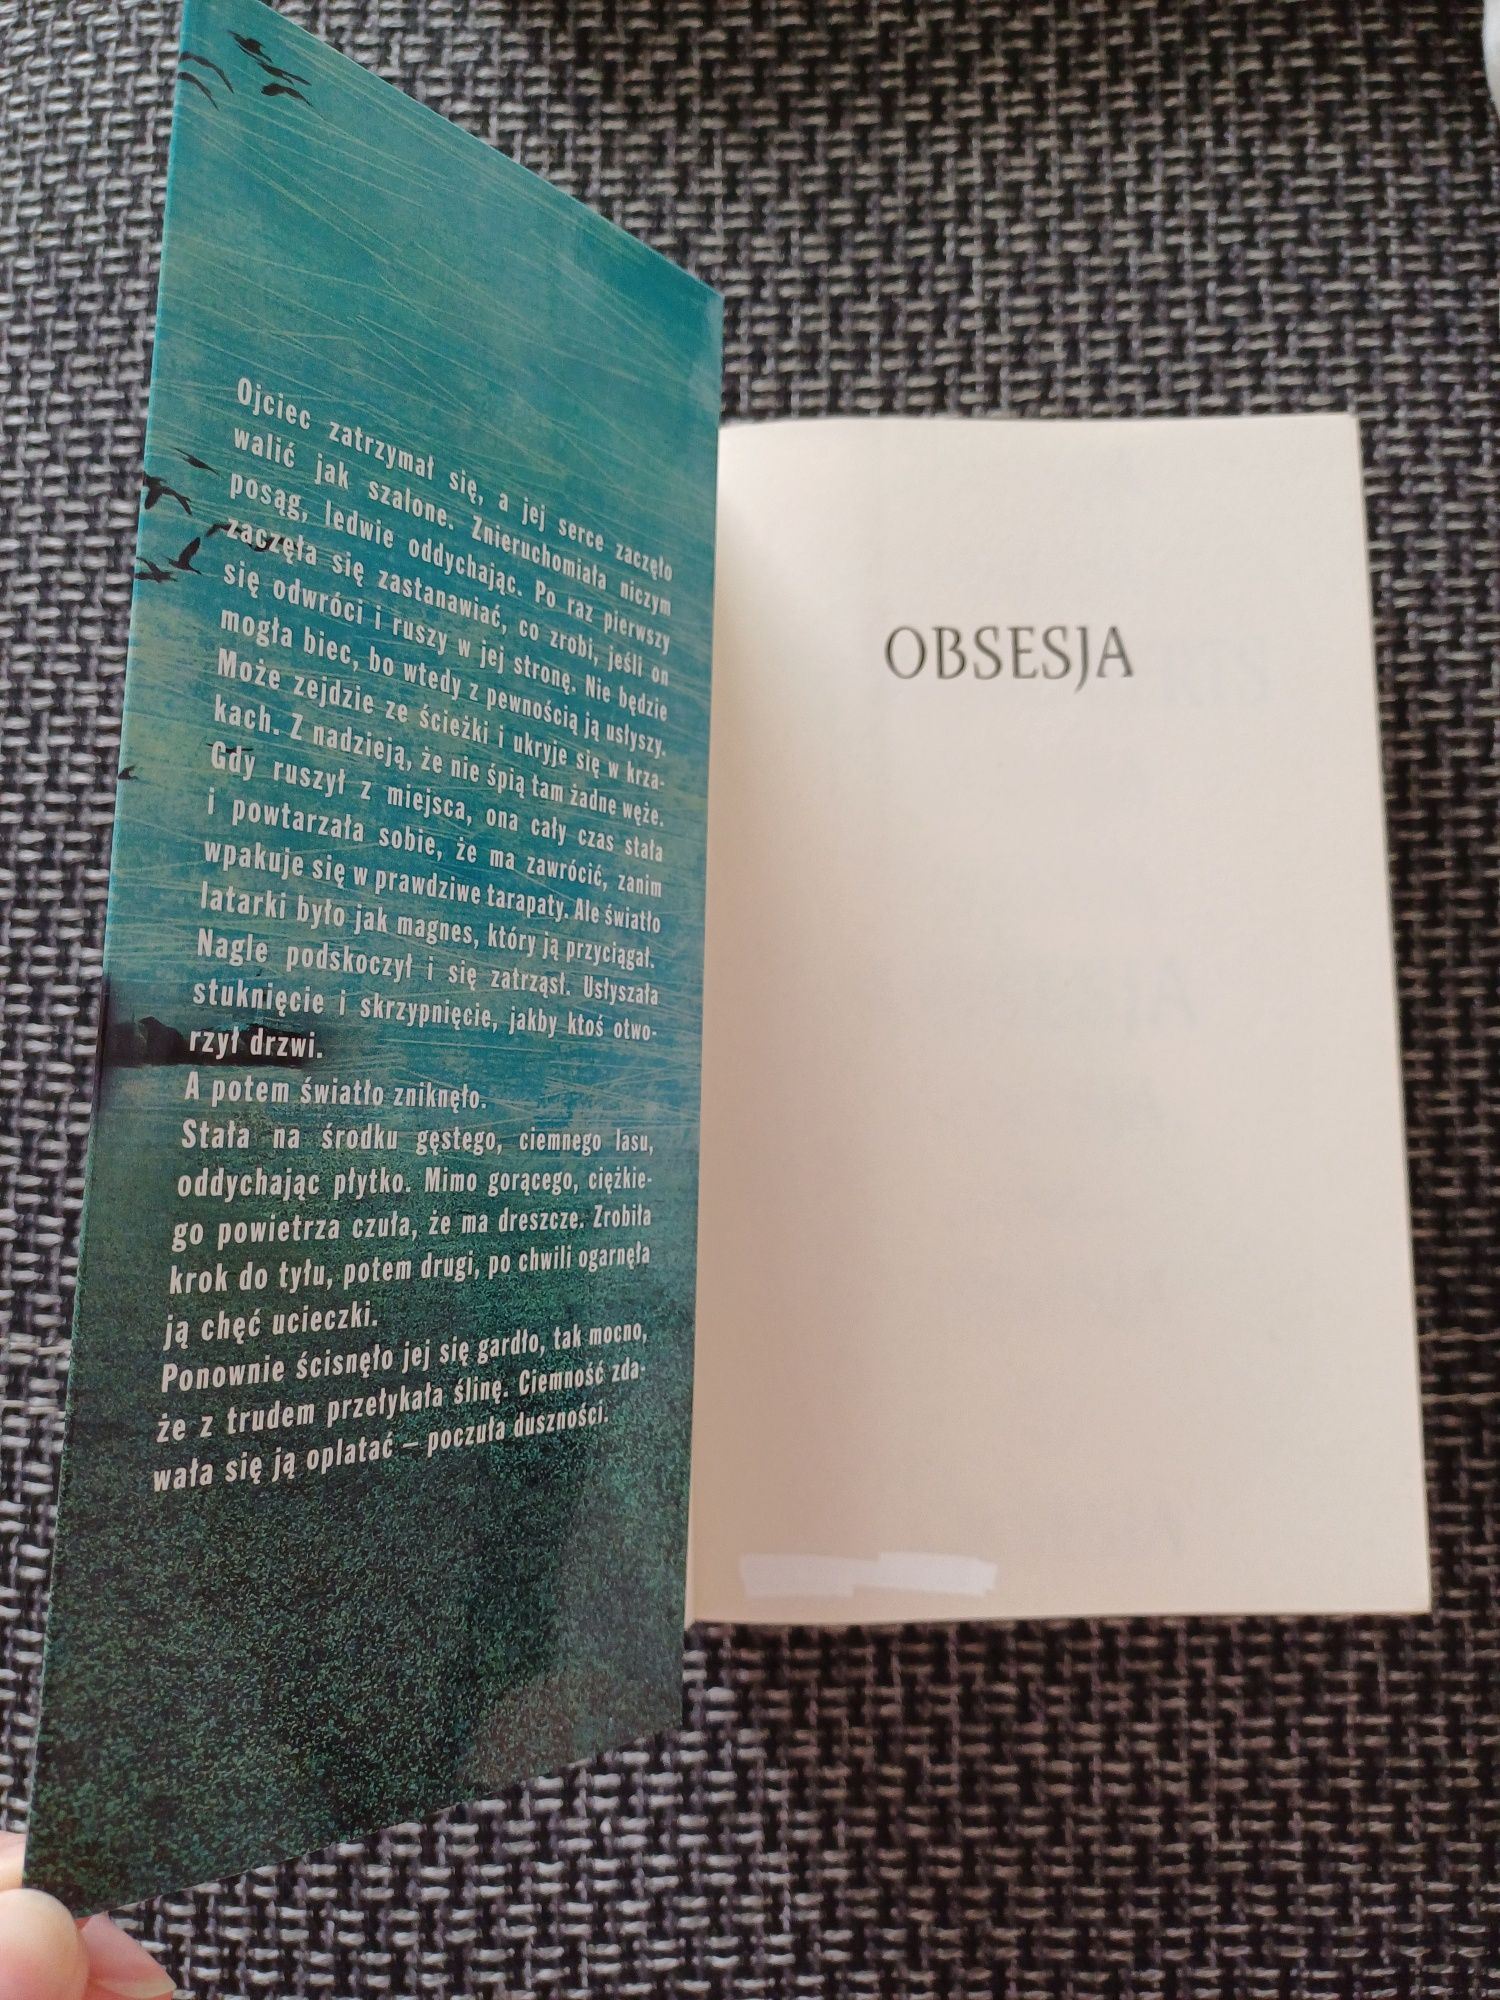 Ojciec zatrzymał się, a jej serce zaczęło
walić jak szalone. Znieruchomiała niczym
posąg, ledwie oddychając. Po raz pierwszy
zaczęła się zastanawiać, co zrobi, jeśli on
się odwróci i ruszy w jej stronę. Nie będzie
mogła biec, bo wtedy z pewnością ją usłyszy.
Może zejdzie ze ścieżki i ukryje się w krza-
kach. Z nadzieją, że nie śpią tam żadne węże.
Gdy ruszył z miejsca, ona cały czas stała
i powtarzała sobie, że ma zawrócić, zanim
wpakuje się w prawdziwe tarapaty. Ale światło
latarki było jak magnes, który ją przyciągał.
Nagle podskoczył i się zatrząsł. Usłyszała
stuknięcie i skrzypnięcie, jakby ktoś otwo-
rzył drzwi.
A potem światło zniknęło.
Stała na środku gęstego, ciemnego lasu,
oddychając płytko. Mimo gorącego, ciężkie-
go powietrza czuła, że ma dreszcze. Zrobiła
krok do tyłu, potem drugi, po chwili ogarnęła
ją chęć ucieczki.
Ponownie ścisnęło jej się gardło, tak mocno,
że z trudem przełykała ślinę. Ciemność zda-
wała się ją oplatać – poczuła duszności.
OBSESJA